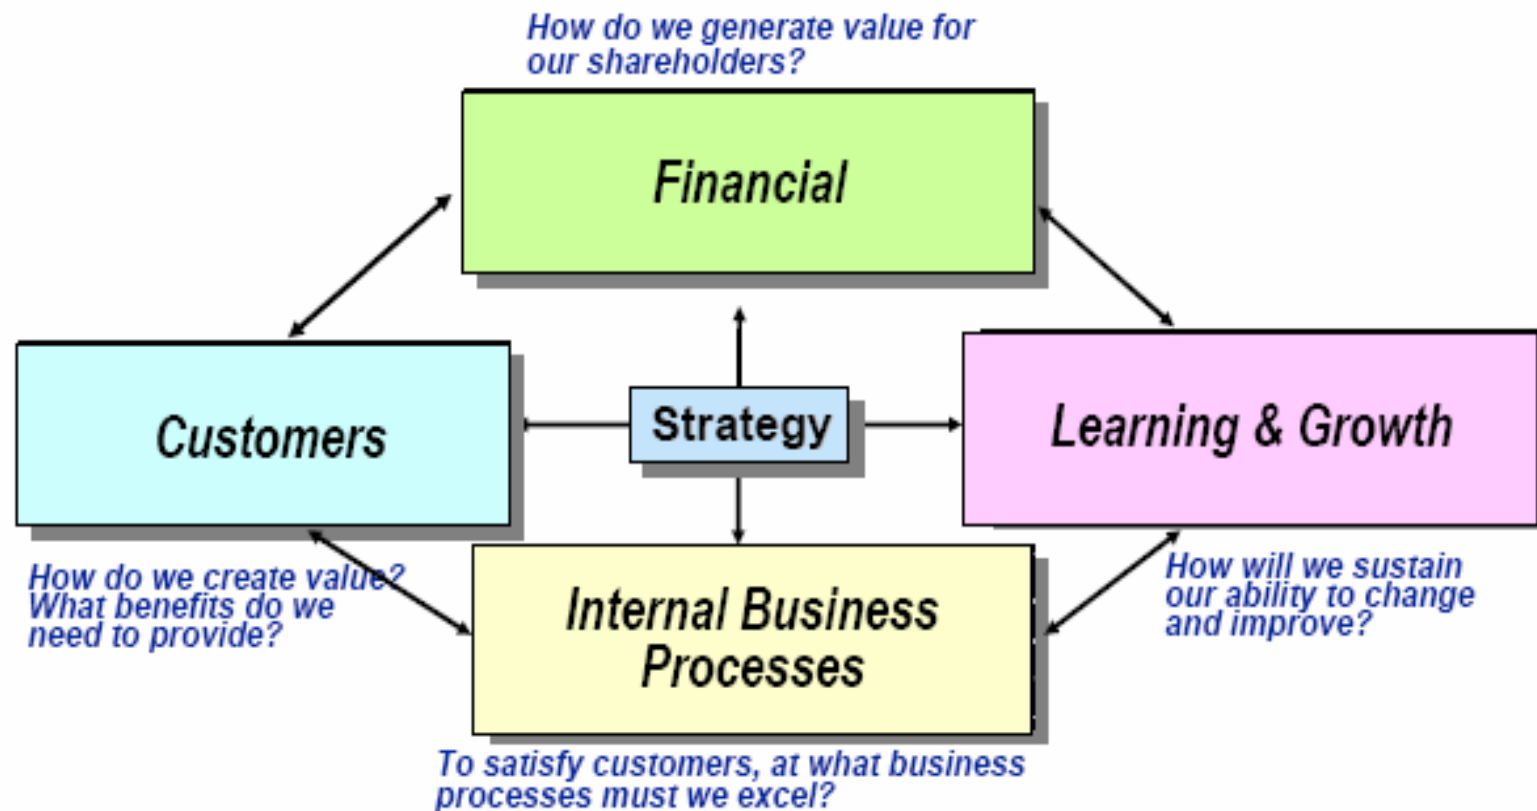 How do we generate value for
our shareholders?
Financial
Customers
Strategy
Learning & Growth
How do we create value?
What benefits do we
need to provide?
Internal Business
Processes
How will we sustain
our ability to change
and improve?
To satisfy customers, at what business
processes must we excel?